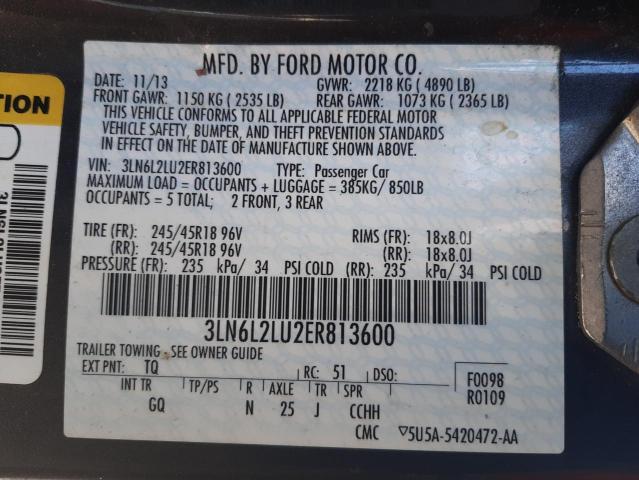 MFD. BY FORD MOTOR CO.
DATE: 11/13 GVWR: 2218 KG ( 4890 LB)
FRONT GAWR: 1150 KG ( 2535 LB) REAR GAWR: 1073 KG ( 2365 LB)
THIS VEHICLE CONFORMS TO ALL APPLICABLE FEDERAL MOTOR
VEHICLE SAFETY, BUMPER, AND THEFT PREVENTION STANDARDS
IN EFFECT ON THE DATE OF MANUFACTURE SHOWN ABOVE.
VIN: 3LN6L2LU2ER813600 TYPE: Passenger Car
MAXIMUM LOAD = OCCUPANTS + LUGGAGE = 385KG/ 850LB
OCCUPANTS = 5 TOTAL; 2 FRONT, 3 REAR
TIRE (FR): 245/45R18 96V RIMS (FR): 18x8.0J
(RR): 245/45R18 96V (RR): 18x8.0J
PRESSURE (FR): 235 kPa/ 34 PSI COLD (RR): 235 kPa/ 34 PSI COLD
3LN6L2LU2ER813600
TRAILER TOWING - SEE OWNER GUIDE
EXT PNT: TQ RC: 51 DSO: F0098
R0109
INT TR TP/PS R AXLE TR SPR
GQ N 25 J CCHH
CMC ▽5U5A-5420472-AA
TION